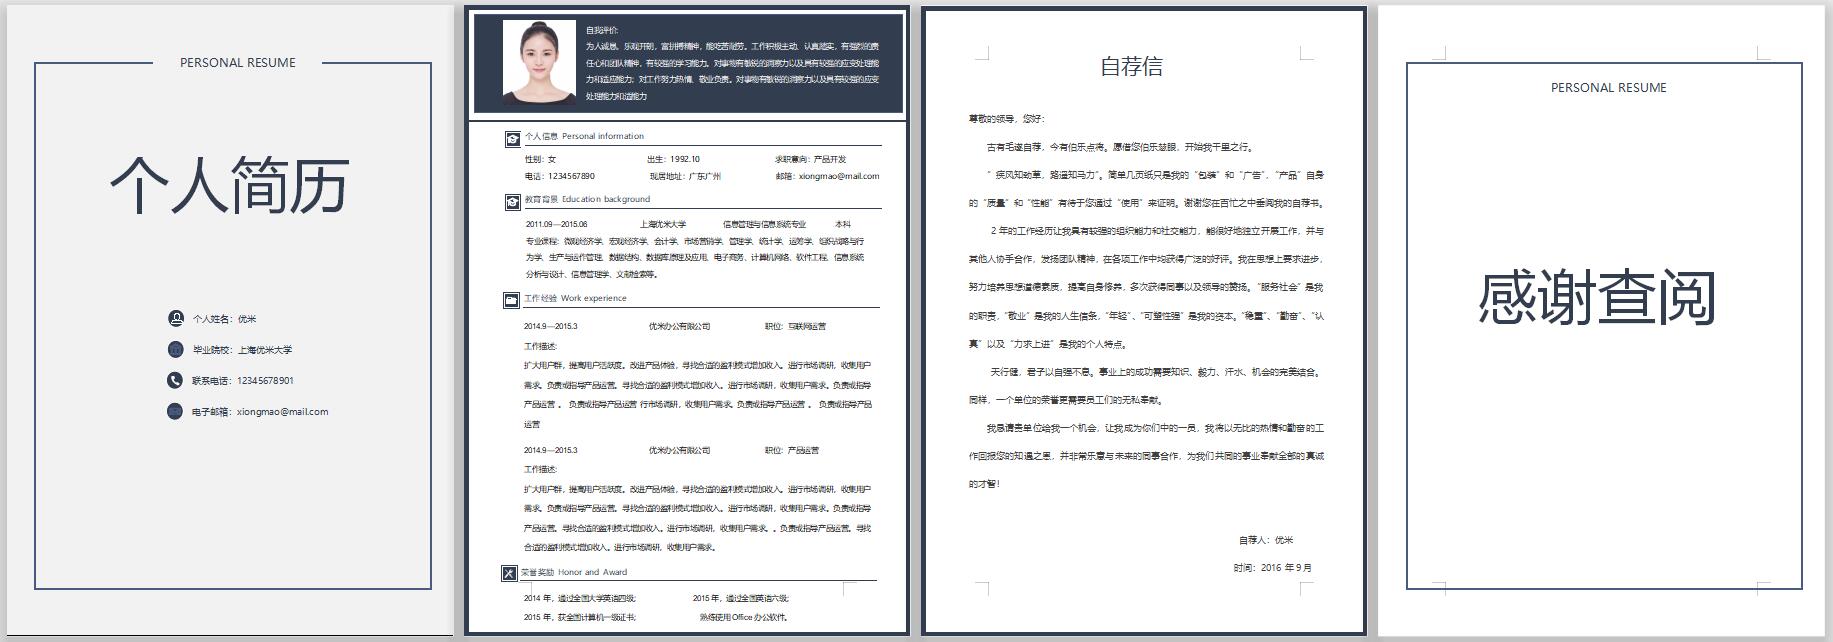 PERSONAL RESUME
个人简历
个人姓名：优米
毕业院校：上海优米大学
联系电话：12345678901
电子邮箱：xiongmao@mail.com
自我评价:
为人诚恳，乐观开朗，富拼搏精神，能吃苦耐劳。工作积极主动，认真踏实，有强烈的责
任心和团队精神，有较强的学习能力。对事物有敏锐的洞察力以及具有较强的应变处理能
力和适应能力；对工作努力热情、敬业负责。对事物有敏锐的洞察力以及具有较强的应变
处理能力和适能力
个人信息 Personal information
性别：女 出生：1992.10 求职意向：产品开发
电话：1234567890 现居地址：广东广州 邮箱：xiongmao@mail.com
教育背景 Education background
2011.09—2015.06 上海优米大学 信息管理与信息系统专业 本科
专业课程：微观经济学、宏观经济学、会计学、市场营销学、管理学、统计学、运筹学、组织战略与行
为学、生产与运作管理、数据结构、数据库原理及应用、电子商务、计算机网络、软件工程、信息系统
分析与设计、信息管理学、文献检索等。
工作经验 Work experience
2014.9—2015.3 优米办公有限公司 职位：互联网运营
工作描述:
扩大用户群，提高用户活跃度。改进产品体验，寻找合适的盈利模式增加收入。进行市场调研，收集用户
需求。负责或指导产品运营。寻找合适的盈利模式增加收入。进行市场调研，收集用户需求。负责或指导
产品运营 。 负责或指导产品运营 行市场调研，收集用户需求。负责或指导产品运营 。 负责或指导产品
运营
2014.9—2015.3 优米办公有限公司 职位：产品运营
工作描述:
扩大用户群，提高用户活跃度。改进产品体验，寻找合适的盈利模式增加收入。进行市场调研，收集用户
需求。负责或指导产品运营。寻找合适的盈利模式增加收入。进行市场调研，收集用户需求。负责或指导
产品运营。寻找合适的盈利模式增加收入。进行市场调研，收集用户需求。。负责或指导产品运营。寻找
合适的盈利模式增加收入。进行市场调研，收集用户需求。
荣誉奖励 Honor and Award
2014 年，通过全国大学英语四级; 2015 年，通过全国英语六级;
2015 年，获全国计算机一级证书; 熟练使用 Office 办公软件。
自荐信
尊敬的领导，您好：
古有毛遂自荐，今有伯乐点将。愿借您伯乐慧眼，开始我千里之行。
“ 疾风知劲草，路遥知马力”。简单几页纸只是我的“包装”和“广告”，“产品”自身
的“质量”和“性能”有待于您通过“使用”来证明。谢谢您在百忙之中垂阅我的自荐书。
2 年的工作经历让我具有较强的组织能力和社交能力，能很好地独立开展工作，并与
其他人协手合作，发扬团队精神，在各项工作中均获得广泛的好评。我在思想上要求进步，
努力培养思想道德素质，提高自身修养，多次获得同事以及领导的赞扬。“服务社会”是我
的职责，“敬业”是我的人生信条，“年轻”、“可塑性强”是我的资本。“稳重”、“勤奋”、“认
真”以及“力求上进”是我的个人特点。
天行健，君子以自强不息。事业上的成功需要知识、毅力、汗水、机会的完美结合。
同样，一个单位的荣誉更需要员工们的无私奉献。
我恳请贵单位给我一个机会，让我成为你们中的一员，我将以无比的热情和勤奋的工
作回报您的知遇之恩，并非常乐意与未来的同事合作，为我们共同的事业奉献全部的真诚
的才智！
自荐人：优米
时间：2016 年 9 月
PERSONAL RESUME
感谢查阅